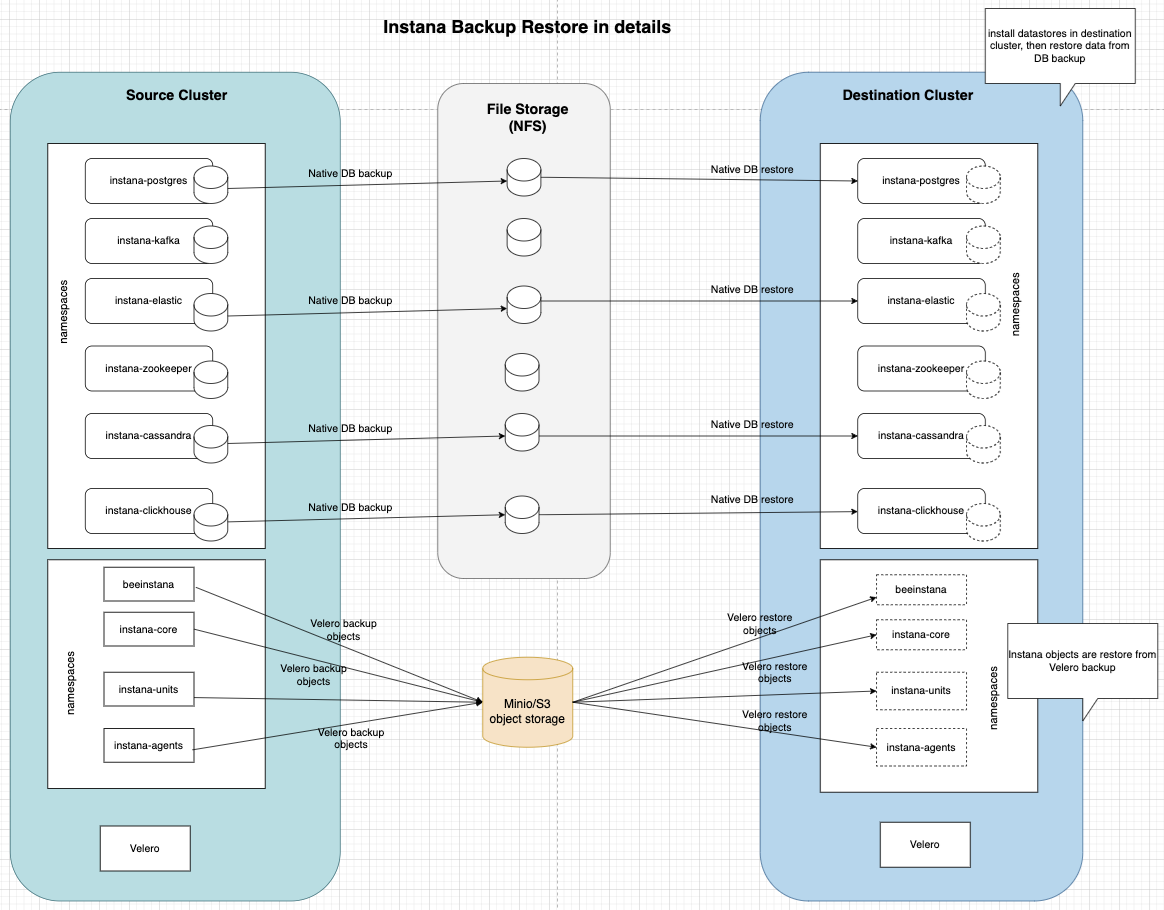 Instana Backup Restore in details
install datastores in destination
cluster, then restore data from
DB backup
Source Cluster
File Storage
(NFS)
Destination Cluster
namespaces
instana-postgres
Native DB backup
Native DB restore
instana-postgres
instana-kafka
instana-kafka
instana-elastic
Native DB backup
Native DB restore
instana-elastic
namespaces
instana-zookeeper
instana-zookeeper
instana-cassandra
Native DB backup
Native DB restore
instana-cassandra
instana-clickhouse
Native DB backup
Native DB restore
instana-clickhouse
namespaces
beeinstana
instana-core
instana-units
instana-agents
Velero backup
objects
Velero backup
objects
Velero backup
objects
Minio/S3
object storage
Velero restore
objects
Velero restore
objects
Velero restore
objects
beeinstana
instana-core
instana-units
instana-agents
namespaces
Instana objects are restore from
Velero backup
Velero
Velero